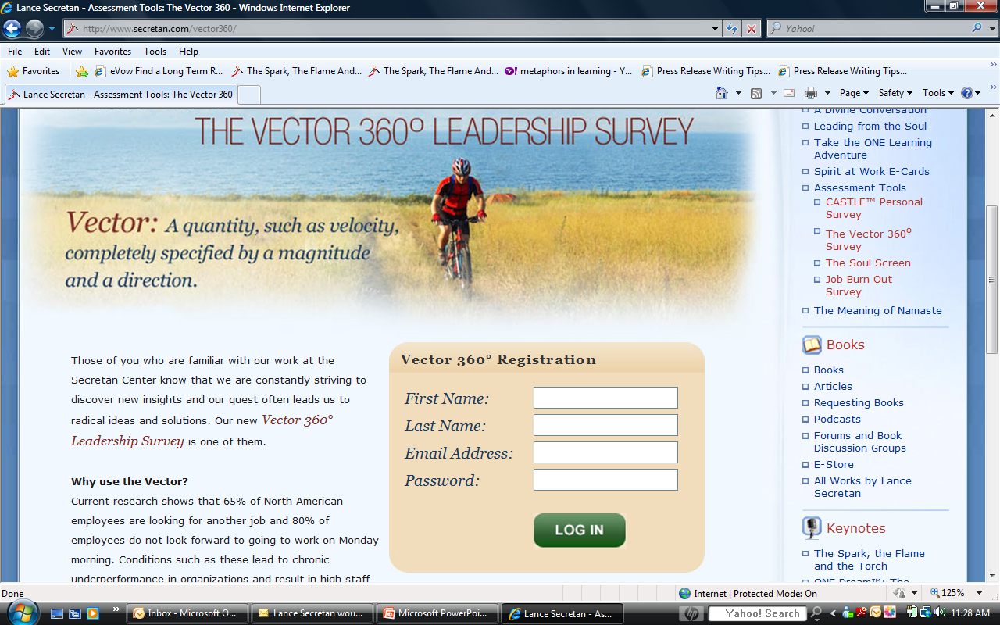 Lance Secretan - Assessment Tools: The Vector 360 - Windows Internet Explorer
http://www.secretan.com/vector360/
Yahoo!
File Edit View Favorites Tools Help
Favorites eVow Find a Long Term R... The Spark, The Flame And... The Spark, The Flame And... metaphors in learning - Y... Press Release Writing Tips... Press Release Writing Tips...
Lance Secretan - Assessment Tools: The Vector 360
Page Safety Tools
THE VECTOR 360º LEADERSHIP SURVEY
Vector: A quantity, such as velocity,
completely specified by a magnitude
and a direction.
Those of you who are familiar with our work at the
Secretan Center know that we are constantly striving to
discover new insights and our quest often leads us to
radical ideas and solutions. Our new Vector 360°
Leadership Survey is one of them.
Why use the Vector?
Current research shows that 65% of North American
employees are looking for another job and 80% of
employees do not look forward to going to work on Monday
morning. Conditions such as these lead to chronic
underperformance in organizations and result in high staff
Vector 360° Registration
First Name:
Last Name:
Email Address:
Password:
LOG IN
A Divine Conversation
Leading from the Soul
Take the ONE Learning
Adventure
Spirit at Work E-Cards
Assessment Tools
CASTLE™ Personal
Survey
The Vector 360º
Survey
The Soul Screen
Job Burn Out
Survey
The Meaning of Namaste
Books
Books
Articles
Requesting Books
Podcasts
Forums and Book
Discussion Groups
E-Store
All Works by Lance
Secretan
Keynotes
The Spark, the Flame
and the Torch
ONE Dream™: The
Done
Internet | Protected Mode: On
125%
Inbox - Microsoft O...
Lance Secretan wou...
Microsoft PowerPoi...
Lance Secretan - As...
hp
Yahoo! Search
11:28 AM